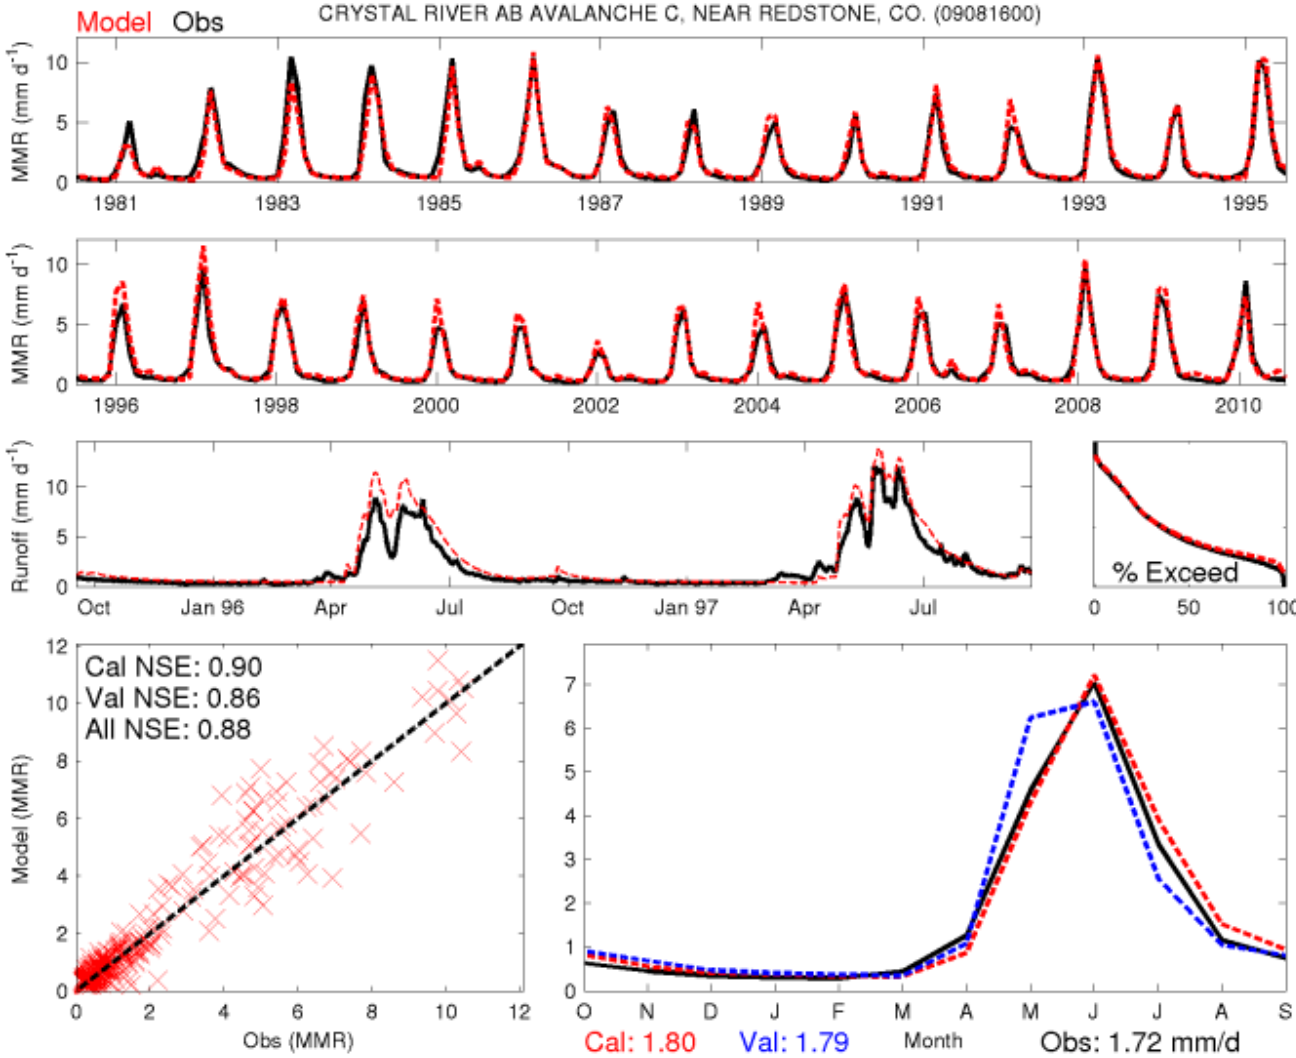 CRYSTAL RIVER AB AVALANCHE C, NEAR REDSTONE, CO. (09081600)
Model Obs
MMR (mm d⁻¹)
10
5
0
1981 1983 1985 1987 1989 1991 1993 1995
MMR (mm d⁻¹)
10
5
0
1996 1998 2000 2002 2004 2006 2008 2010
Runoff (mm d⁻¹)
10
5
0
Oct Jan 96 Apr Jul Oct Jan 97 Apr Jul
% Exceed
0 50 100
Cal NSE: 0.90
Val NSE: 0.86
All NSE: 0.88
Model (MMR)
12
10
8
6
4
2
0
0 2 4 6 8 10 12
Obs (MMR)
7
6
5
4
3
2
1
0
O N D J F M A M J J A S
Cal: 1.80 Val: 1.79 Month Obs: 1.72 mm/d